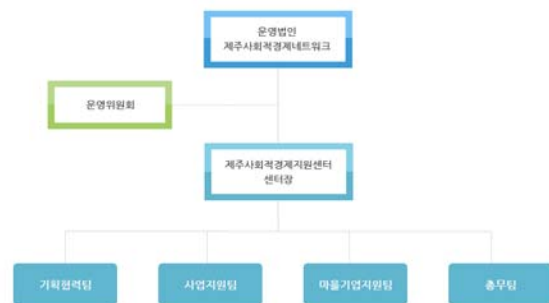 운영법인
제주사회적경제네트워크
운영위원회
제주사회적경제지원센터
센터장
기획협력팀
사업지원팀
마을기업지원팀
총무팀